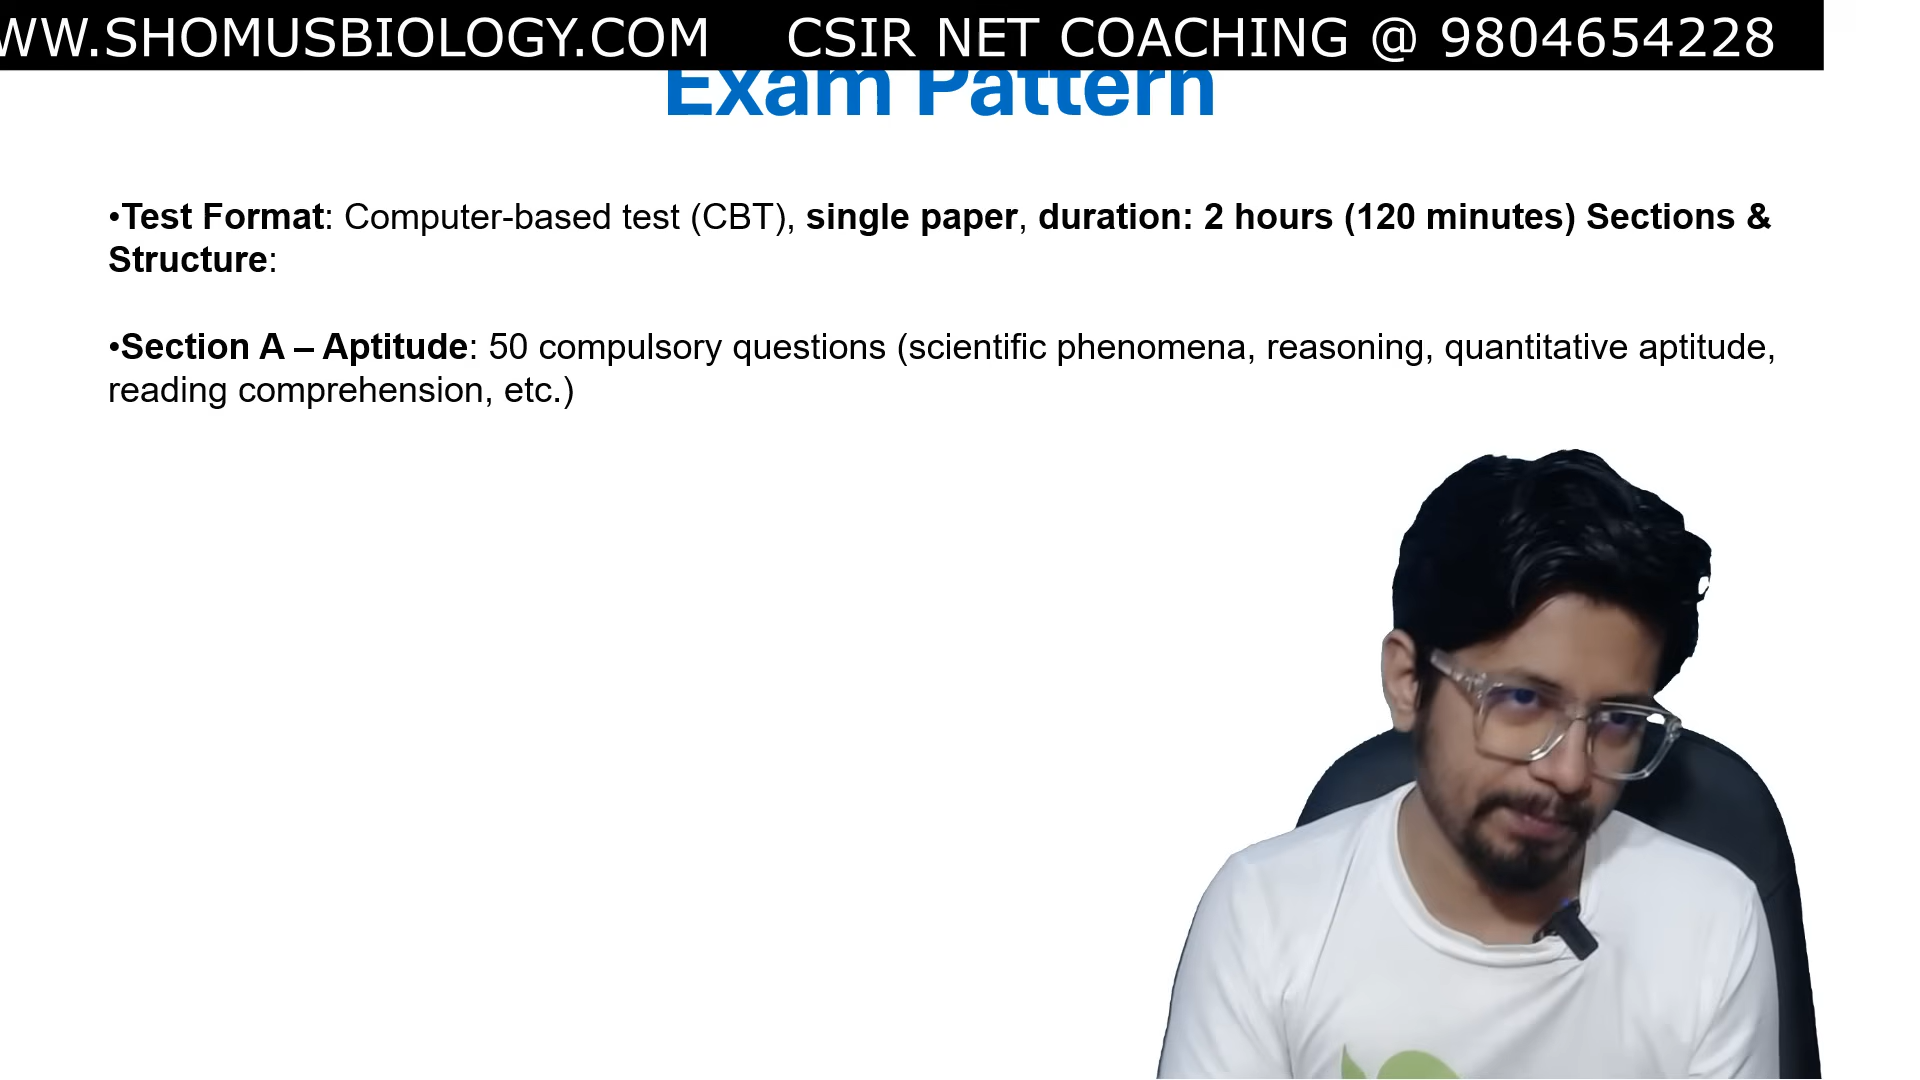 WW.SHOMUSBIOLOGY.COM CSIR NET COACHING @ 9804654228
Exam Pattern
•Test Format: Computer-based test (CBT), single paper, duration: 2 hours (120 minutes) Sections &
Structure:
•Section A – Aptitude: 50 compulsory questions (scientific phenomena, reasoning, quantitative aptitude,
reading comprehension, etc.)